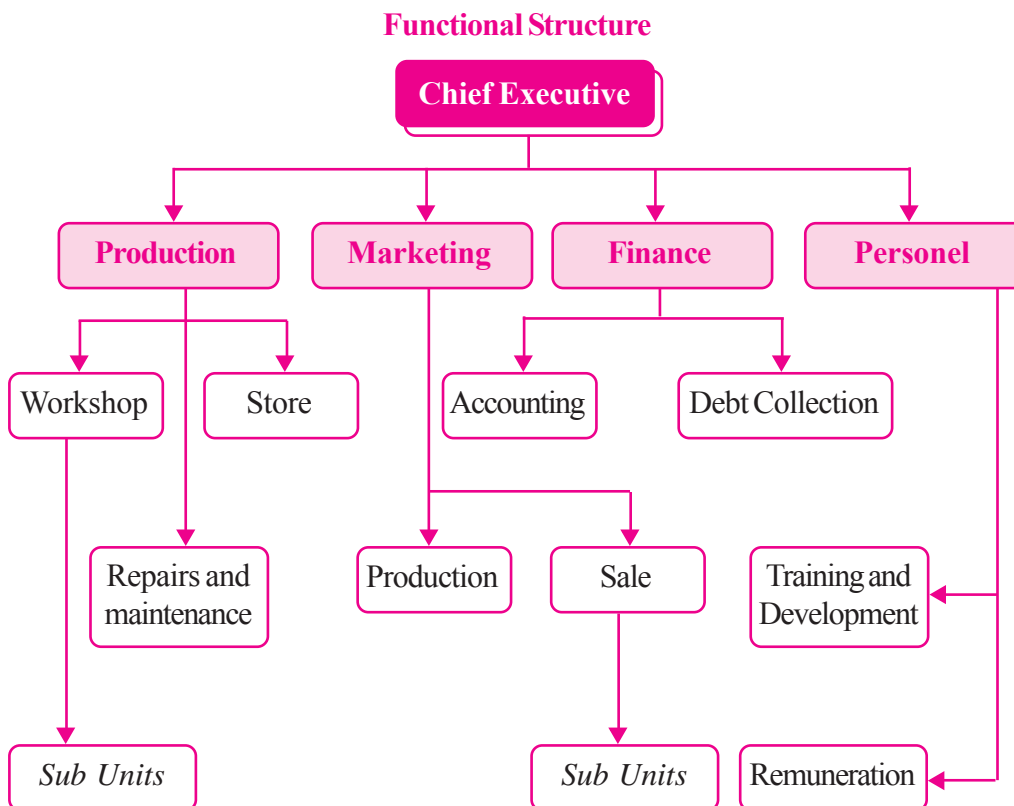 Functional Structure
Chief Executive
Production
Marketing
Finance
Personel
Workshop
Store
Accounting
Debt Collection
Repairs and
maintenance
Production
Sale
Training and
Development
Sub Units
Sub Units
Remuneration